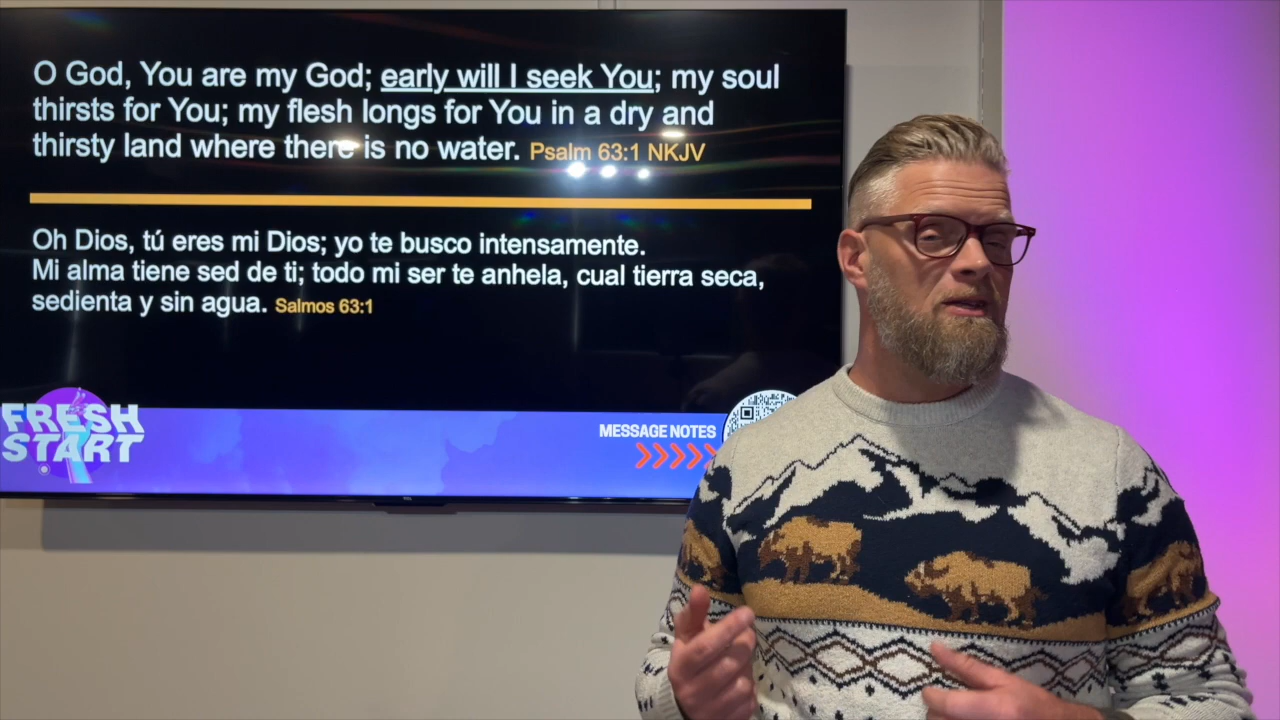 O God, You are my God; early will I seek You; my soul
thirsts for You; my flesh longs for You in a dry and
thirsty land where there is no water. Psalm 63:1 NKJV
Oh Dios, tú eres mi Dios; yo te busco intensamente.
Mi alma tiene sed de ti; todo mi ser te anhela, cual tierra seca,
sedienta y sin agua. Salmos 63:1
FRESH
START
MESSAGE NOTES